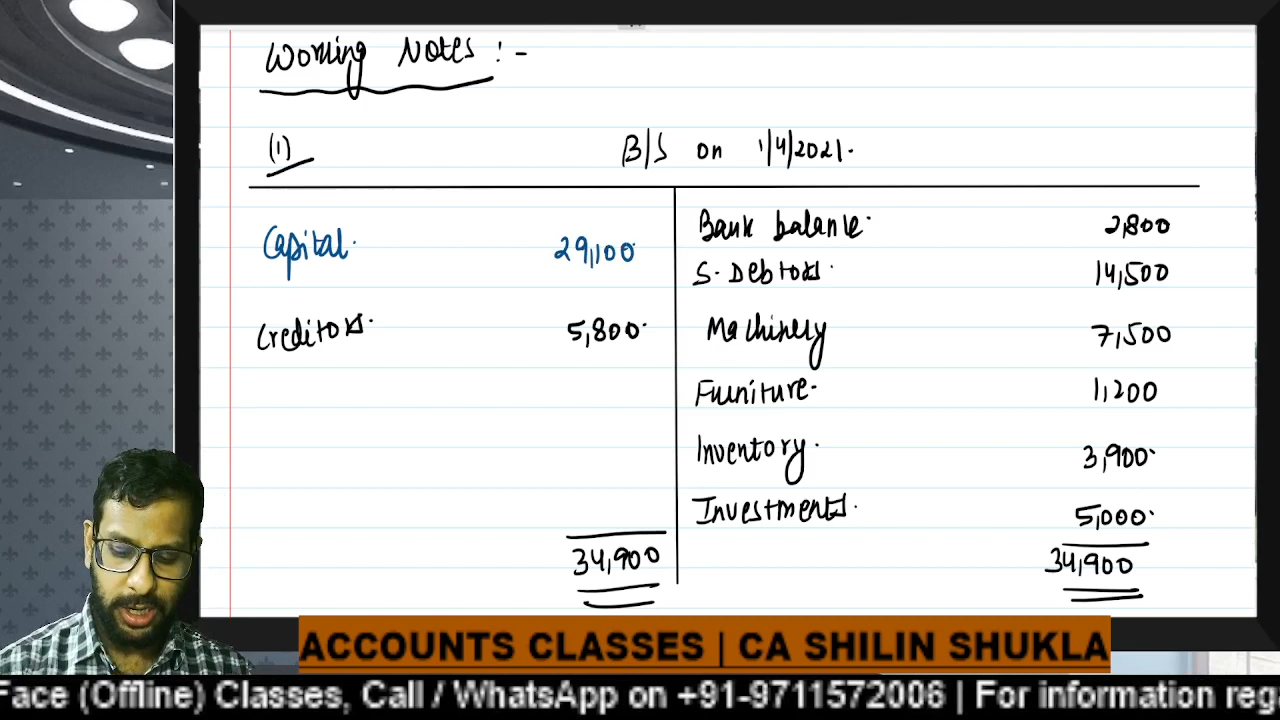 Working Notes :-
(1) B/S on 1/4/2021.
Capital. 29,100
Creditors. 5,800
34,900
Bank balance. 2,800
S. Debtors. 14,500
Machinery 7,500
Furniture. 1,200
Inventory. 3,900
Investments. 5,000
34,900
ACCOUNTS CLASSES | CA SHILIN SHUKLA
Face (Offline) Classes, Call / WhatsApp on +91-9711572006 | For information reg